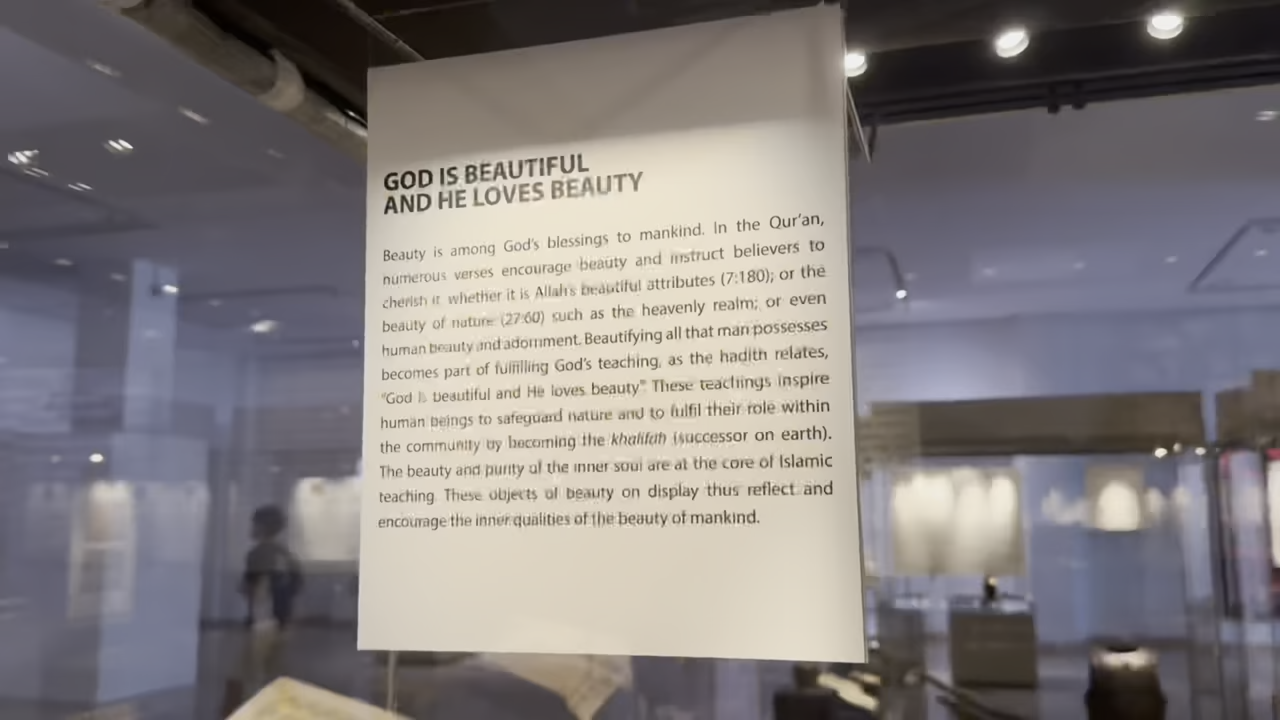 GOD IS BEAUTIFUL
AND HE LOVES BEAUTY
Beauty is among God's blessings to mankind. In the Qur'an,
numerous verses encourage beauty and instruct believers to
cherish it whether it is Allah's beautiful attributes (7:180); or the
beauty of nature (27:60) such as the heavenly realm; or even
human beauty and adornment. Beautifying all that man possesses
becomes part of fulfilling God's teaching, as the hadith relates,
"God is beautiful and He loves beauty" These teachings inspire
human beings to safeguard nature and to fulfil their role within
the community by becoming the khalifah (successor on earth).
The beauty and purity of the inner soul are at the core of Islamic
teaching. These objects of beauty on display thus reflect and
encourage the inner qualities of the beauty of mankind.